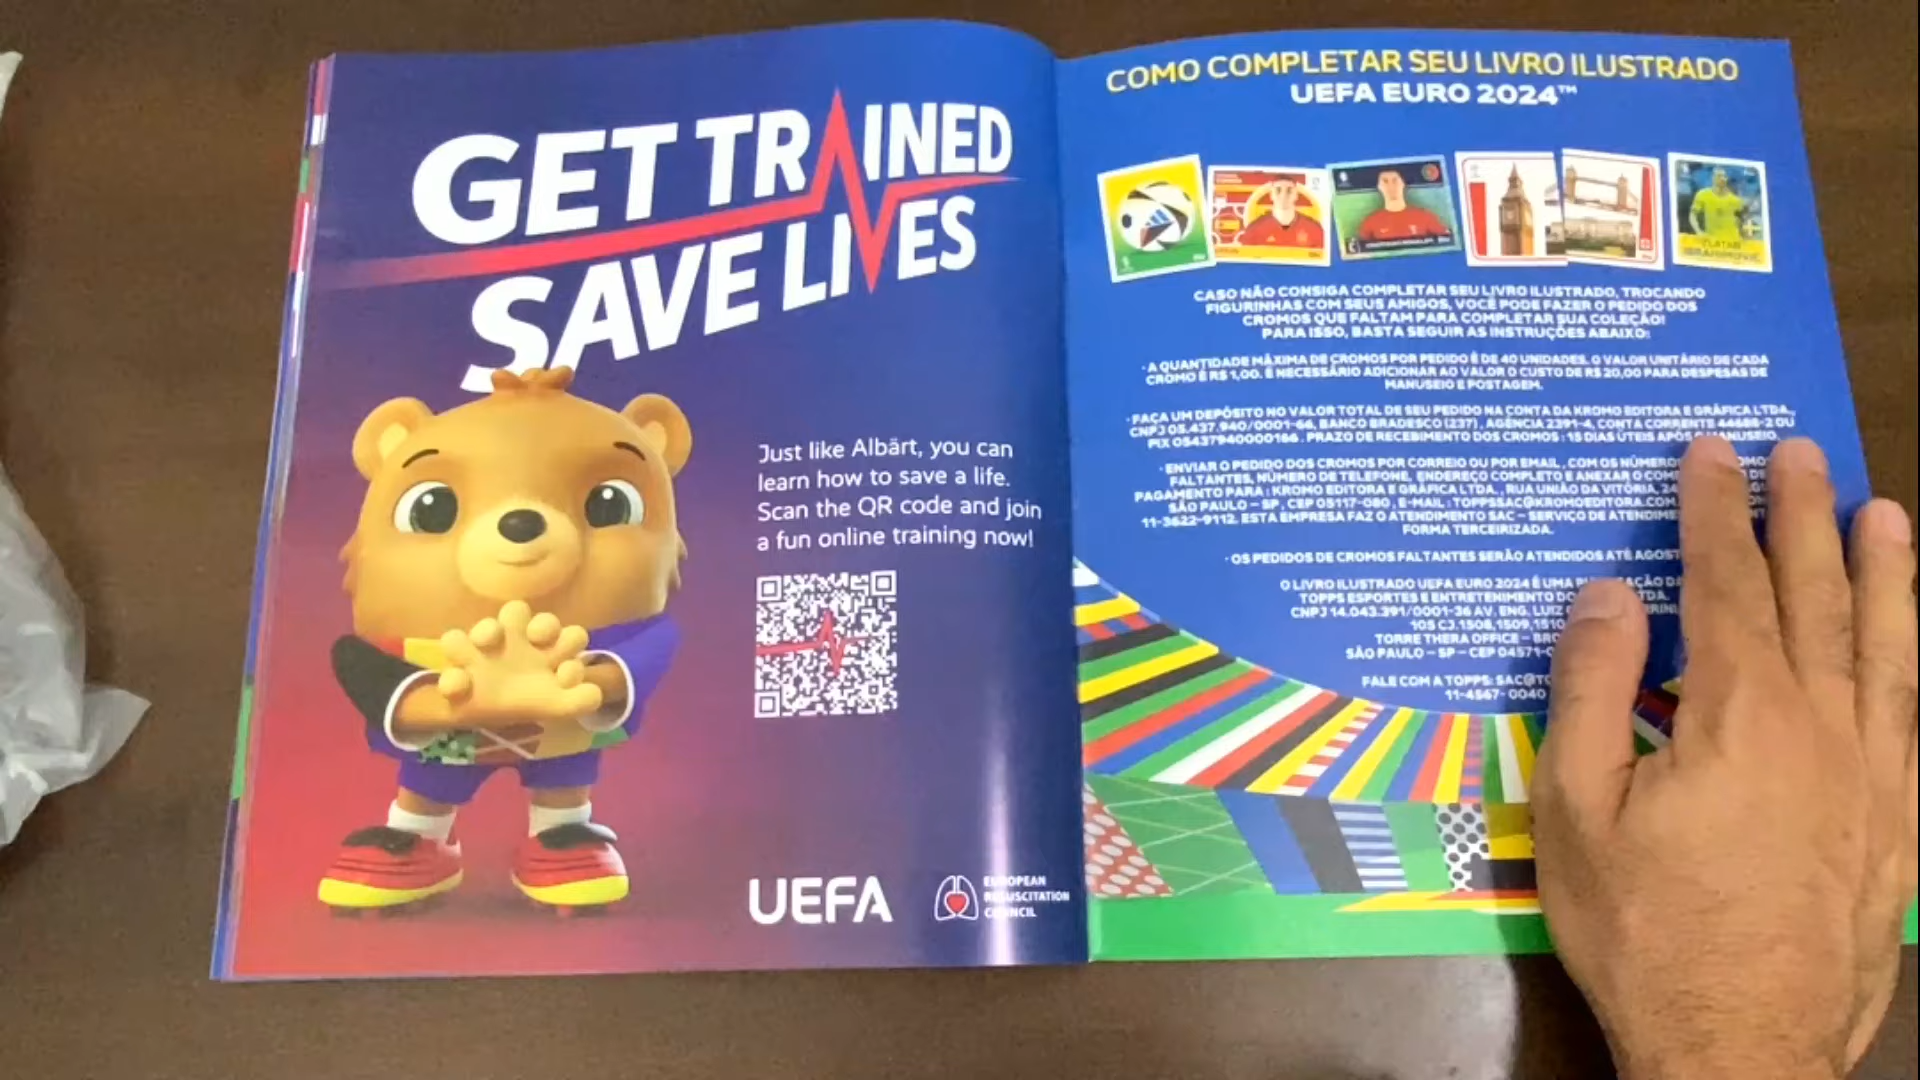 GET TRAINED
SAVE LIVES
Just like Albärt, you can
learn how to save a life.
Scan the QR code and join
a fun online training now!
UEFA
EUROPEAN
RESUSCITATION
COUNCIL
COMO COMPLETAR SEU LIVRO ILUSTRADO
UEFA EURO 2024™
ZLATAN
IBRAHIMOVIĆ
CASO NÃO CONSIGA COMPLETAR SEU LIVRO ILUSTRADO, TROCANDO
FIGURINHAS COM SEUS AMIGOS, VOCÊ PODE FAZER O PEDIDO DOS
CROMOS QUE FALTAM PARA COMPLETAR SUA COLEÇÃO!
PARA ISSO, BASTA SEGUIR AS INSTRUÇÕES ABAIXO:
• A QUANTIDADE MÁXIMA DE CROMOS POR PEDIDO É DE 40 UNIDADES. O VALOR UNITÁRIO DE CADA
CROMO É R$ 1,00. É NECESSÁRIO ADICIONAR AO VALOR O CUSTO DE R$ 20,00 PARA DESPESAS DE
MANUSEIO E POSTAGEM.
• FAÇA UM DEPÓSITO NO VALOR TOTAL DE SEU PEDIDO NA CONTA DA KROMO EDITORA E GRÁFICA LTDA.,
CNPJ 05.437.940/0001-66, BANCO BRADESCO (237), AGÊNCIA 2391-4, CONTA CORRENTE 44688-2 OU
PIX 05437940000166. PRAZO DE RECEBIMENTO DOS CROMOS: 15 DIAS ÚTEIS APÓS O MANUSEIO.
• ENVIAR O PEDIDO DOS CROMOS POR CORREIO OU POR EMAIL, COM OS
FALTANTES, NÚMERO DE TELEFONE, ENDEREÇO COMPLETO E ANEXAR O
PAGAMENTO PARA: KROMO EDITORA E GRÁFICA LTDA., RUA UNIÃO DA VITÓRIA,
SÃO PAULO – SP, CEP 05117-080, E-MAIL: TOPPSSAC@KROMOEDITORA.COM
11-3622-9112. ESTA EMPRESA FAZ O ATENDIMENTO SAC – SERVIÇO DE
FORMA TERCEIRIZADA.
• OS PEDIDOS DE CROMOS FALTANTES SERÃO ATENDIDOS ATÉ
O LIVRO ILUSTRADO UEFA EURO 2024 É UMA
TOPPS ESPORTES E ENTRETENIMENTO DO LTDA.
CNPJ 14.043.391/0001-36 AV. ENG. LUIZ
105 CJ.1508,1509,1510
TORRE THERA OFFICE –
SÃO PAULO – SP – CEP
FALE COM A TOPPS:
11-4567- 0040